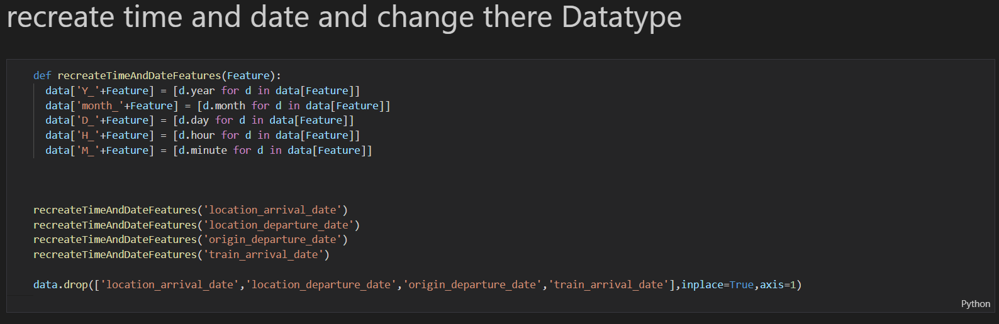 recreate time and date and change there Datatype
def recreateTimeAndDateFeatures(Feature):
data['Y_'+Feature] = [d.year for d in data[Feature]]
data['month_'+Feature] = [d.month for d in data[Feature]]
data['D_'+Feature] = [d.day for d in data[Feature]]
data['H_'+Feature] = [d.hour for d in data[Feature]]
data['M_'+Feature] = [d.minute for d in data[Feature]]
recreateTimeAndDateFeatures('location_arrival_date')
recreateTimeAndDateFeatures('location_departure_date')
recreateTimeAndDateFeatures('origin_departure_date')
recreateTimeAndDateFeatures('train_arrival_date')
data.drop(['location_arrival_date','location_departure_date','origin_departure_date','train_arrival_date'],inplace=True,axis=1)
Python